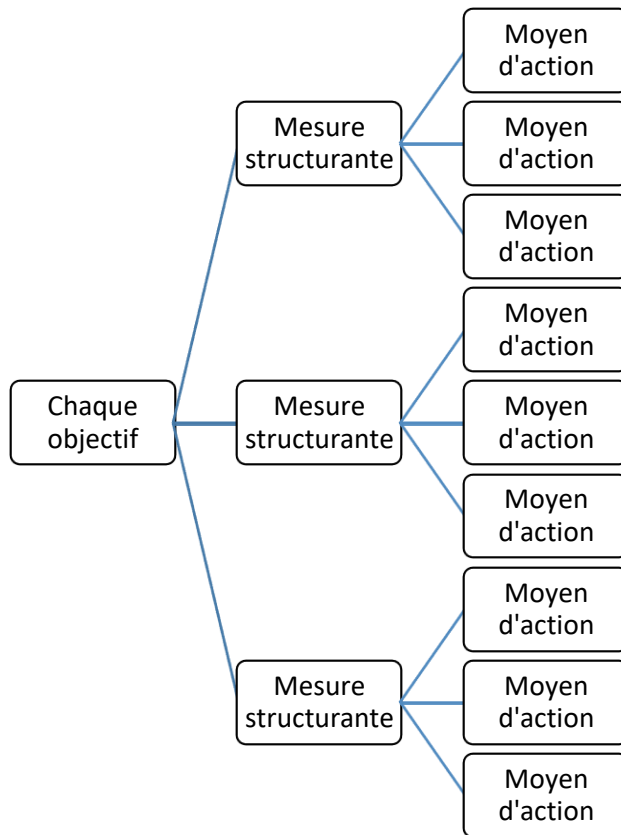 Moyen
d'action
Mesure
structurante
Moyen
d'action
Moyen
d'action
Moyen
d'action
Chaque
objectif
Mesure
structurante
Moyen
d'action
Moyen
d'action
Moyen
d'action
Mesure
structurante
Moyen
d'action
Moyen
d'action